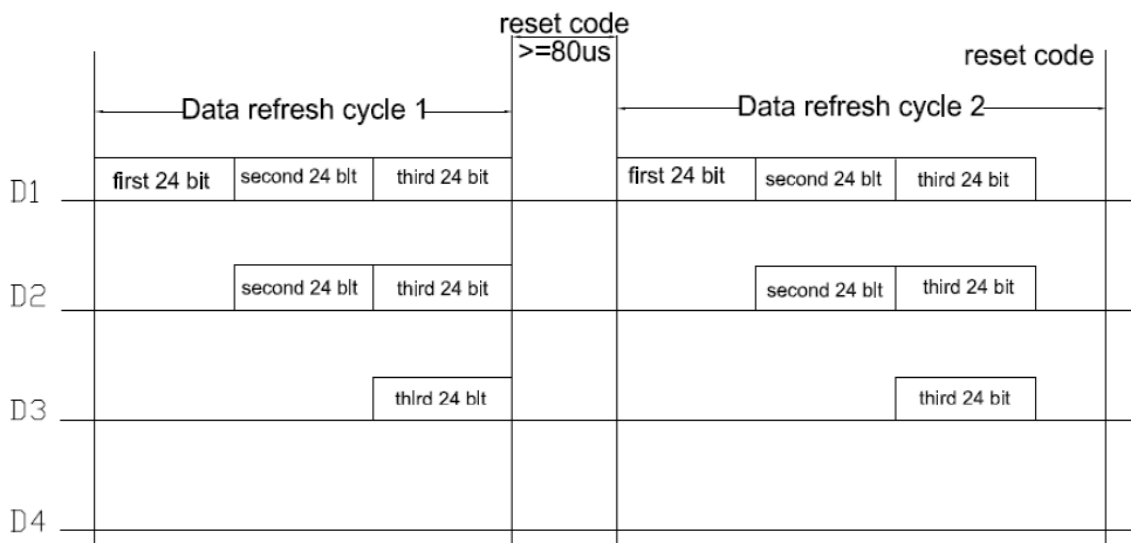 reset code
>=80us
reset code
Data refresh cycle 1
Data refresh cycle 2
D1
first 24 bit
second 24 blt
third 24 bit
first 24 bit
second 24 blt
third 24 bit
D2
second 24 blt
third 24 bit
second 24 blt
third 24 bit
D3
thlrd 24 blt
third 24 bit
D4